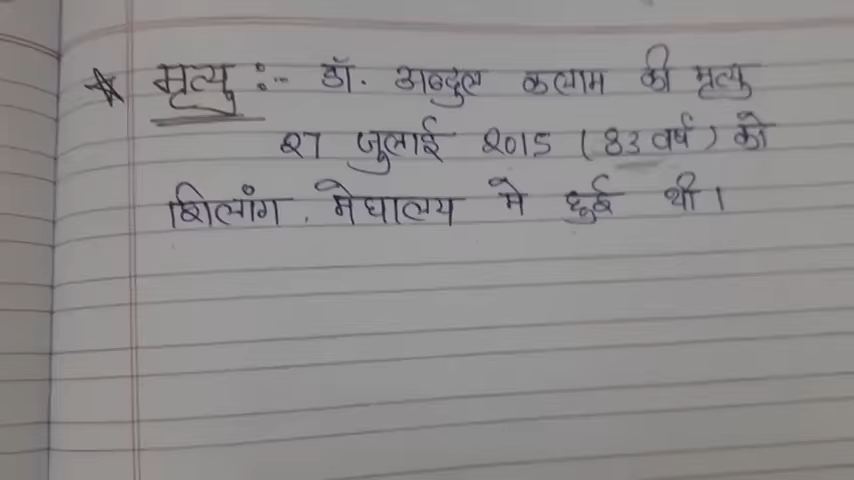 * मृत्यु :- डॉ. अब्दुल कलाम की मृत्यु
27 जुलाई 2015 (83 वर्ष) को
शिलांग, मेघालय मे हुई थी।